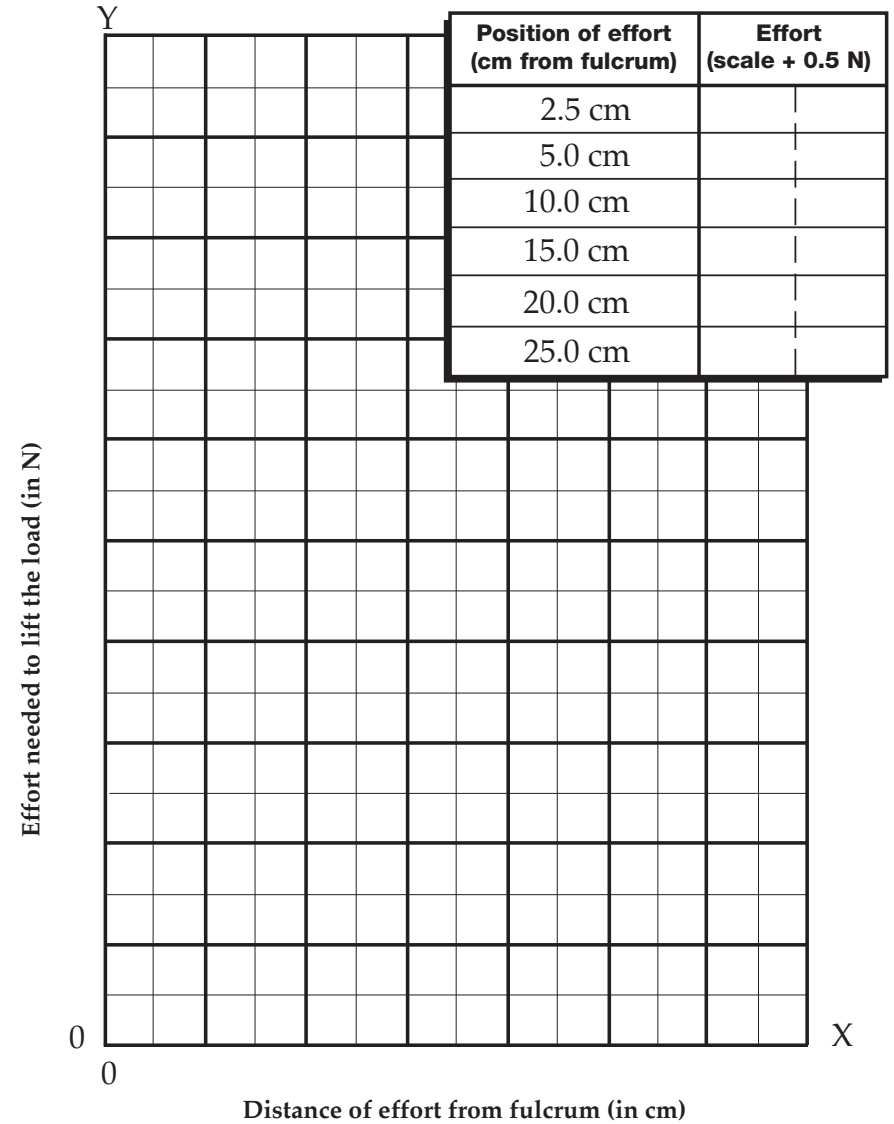 Y
Position of effort
(cm from fulcrum)
Effort
(scale + 0.5 N)
2.5 cm
5.0 cm
10.0 cm
15.0 cm
20.0 cm
25.0 cm
Effort needed to lift the load (in N)
0
X
0
Distance of effort from fulcrum (in cm)